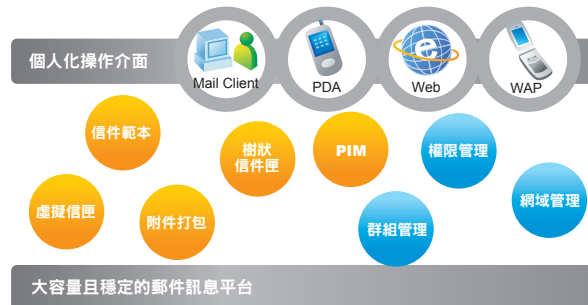 個人化操作介面
Mail Client
PDA
Web
WAP
信件範本
樹狀
信件匣
PIM
權限管理
虛擬信匣
附件打包
群組管理
網域管理
大容量且穩定的郵件訊息平台